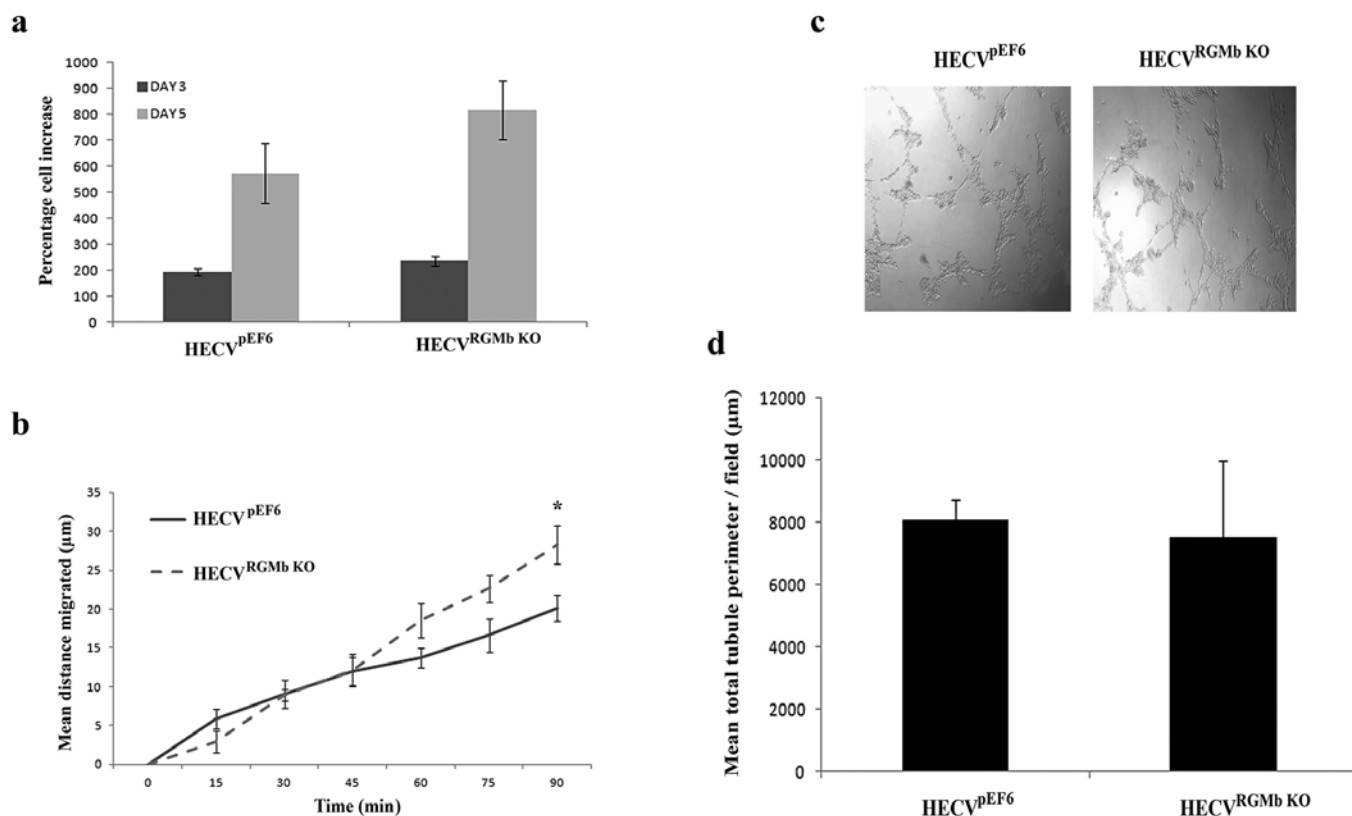 a
1000
900
800
700
600
500
400
300
200
100
0
Percentage cell increase
DAY 3
DAY 5
HECV^pEF6
HECV^RGMb KO
b
35
30
25
20
15
10
5
0
Mean distance migrated (µm)
HECV^pEF6
HECV^RGMb KO
*
0 15 30 45 60 75 90
Time (min)
c
HECV^pEF6
HECV^RGMb KO
d
12000
10000
8000
6000
4000
2000
0
Mean total tubule perimeter / field (µm)
HECV^pEF6
HECV^RGMb KO